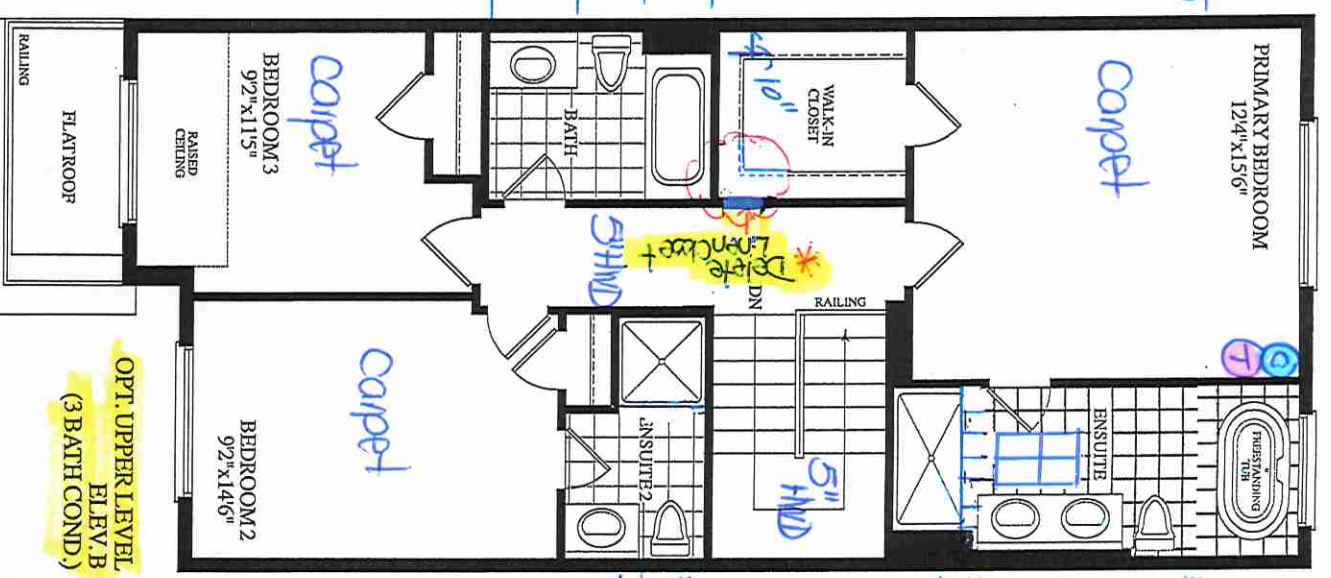 PRIMARY BEDROOM
12'4"x15'6"
Carpet
WALK-IN
CLOSET
4'10"
BATH
BEDROOM 3
9'2"x11'5"
Carpet
RAISED
CEILING
RAILING
FLAT ROOF
5" HWD
* Delete
Linen Closet
DN
RAILING
5"
HWD
C
T
ENSUITE
FREESTANDING
TUB
ENSUITE 2
Carpet
BEDROOM 2
9'2"x14'6"
OPT. UPPER LEVEL
ELEV. B
(3 BATH COND.)